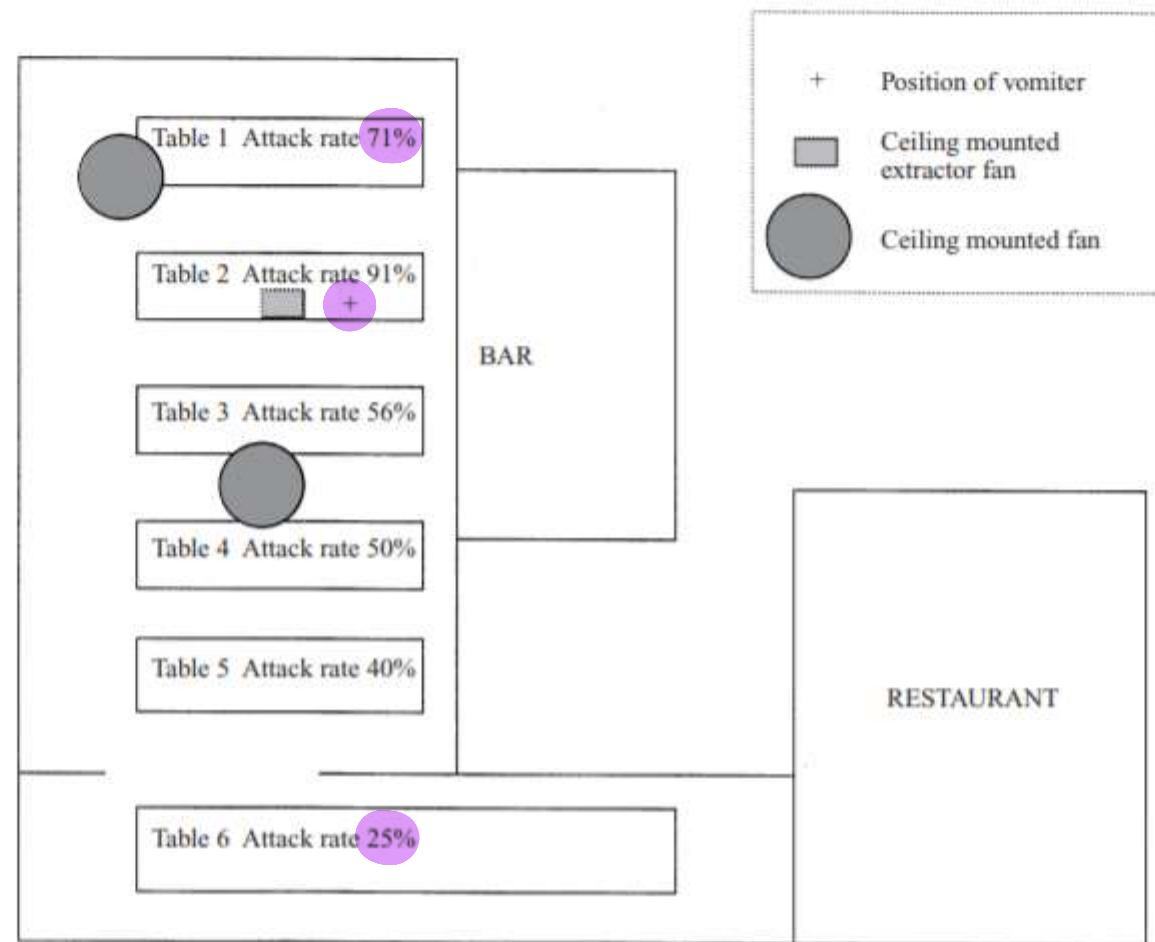 + Position of vomiter
Ceiling mounted
extractor fan
Ceiling mounted fan
Table 1 Attack rate 71%
Table 2 Attack rate 91%
+
BAR
Table 3 Attack rate 56%
Table 4 Attack rate 50%
Table 5 Attack rate 40%
RESTAURANT
Table 6 Attack rate 25%